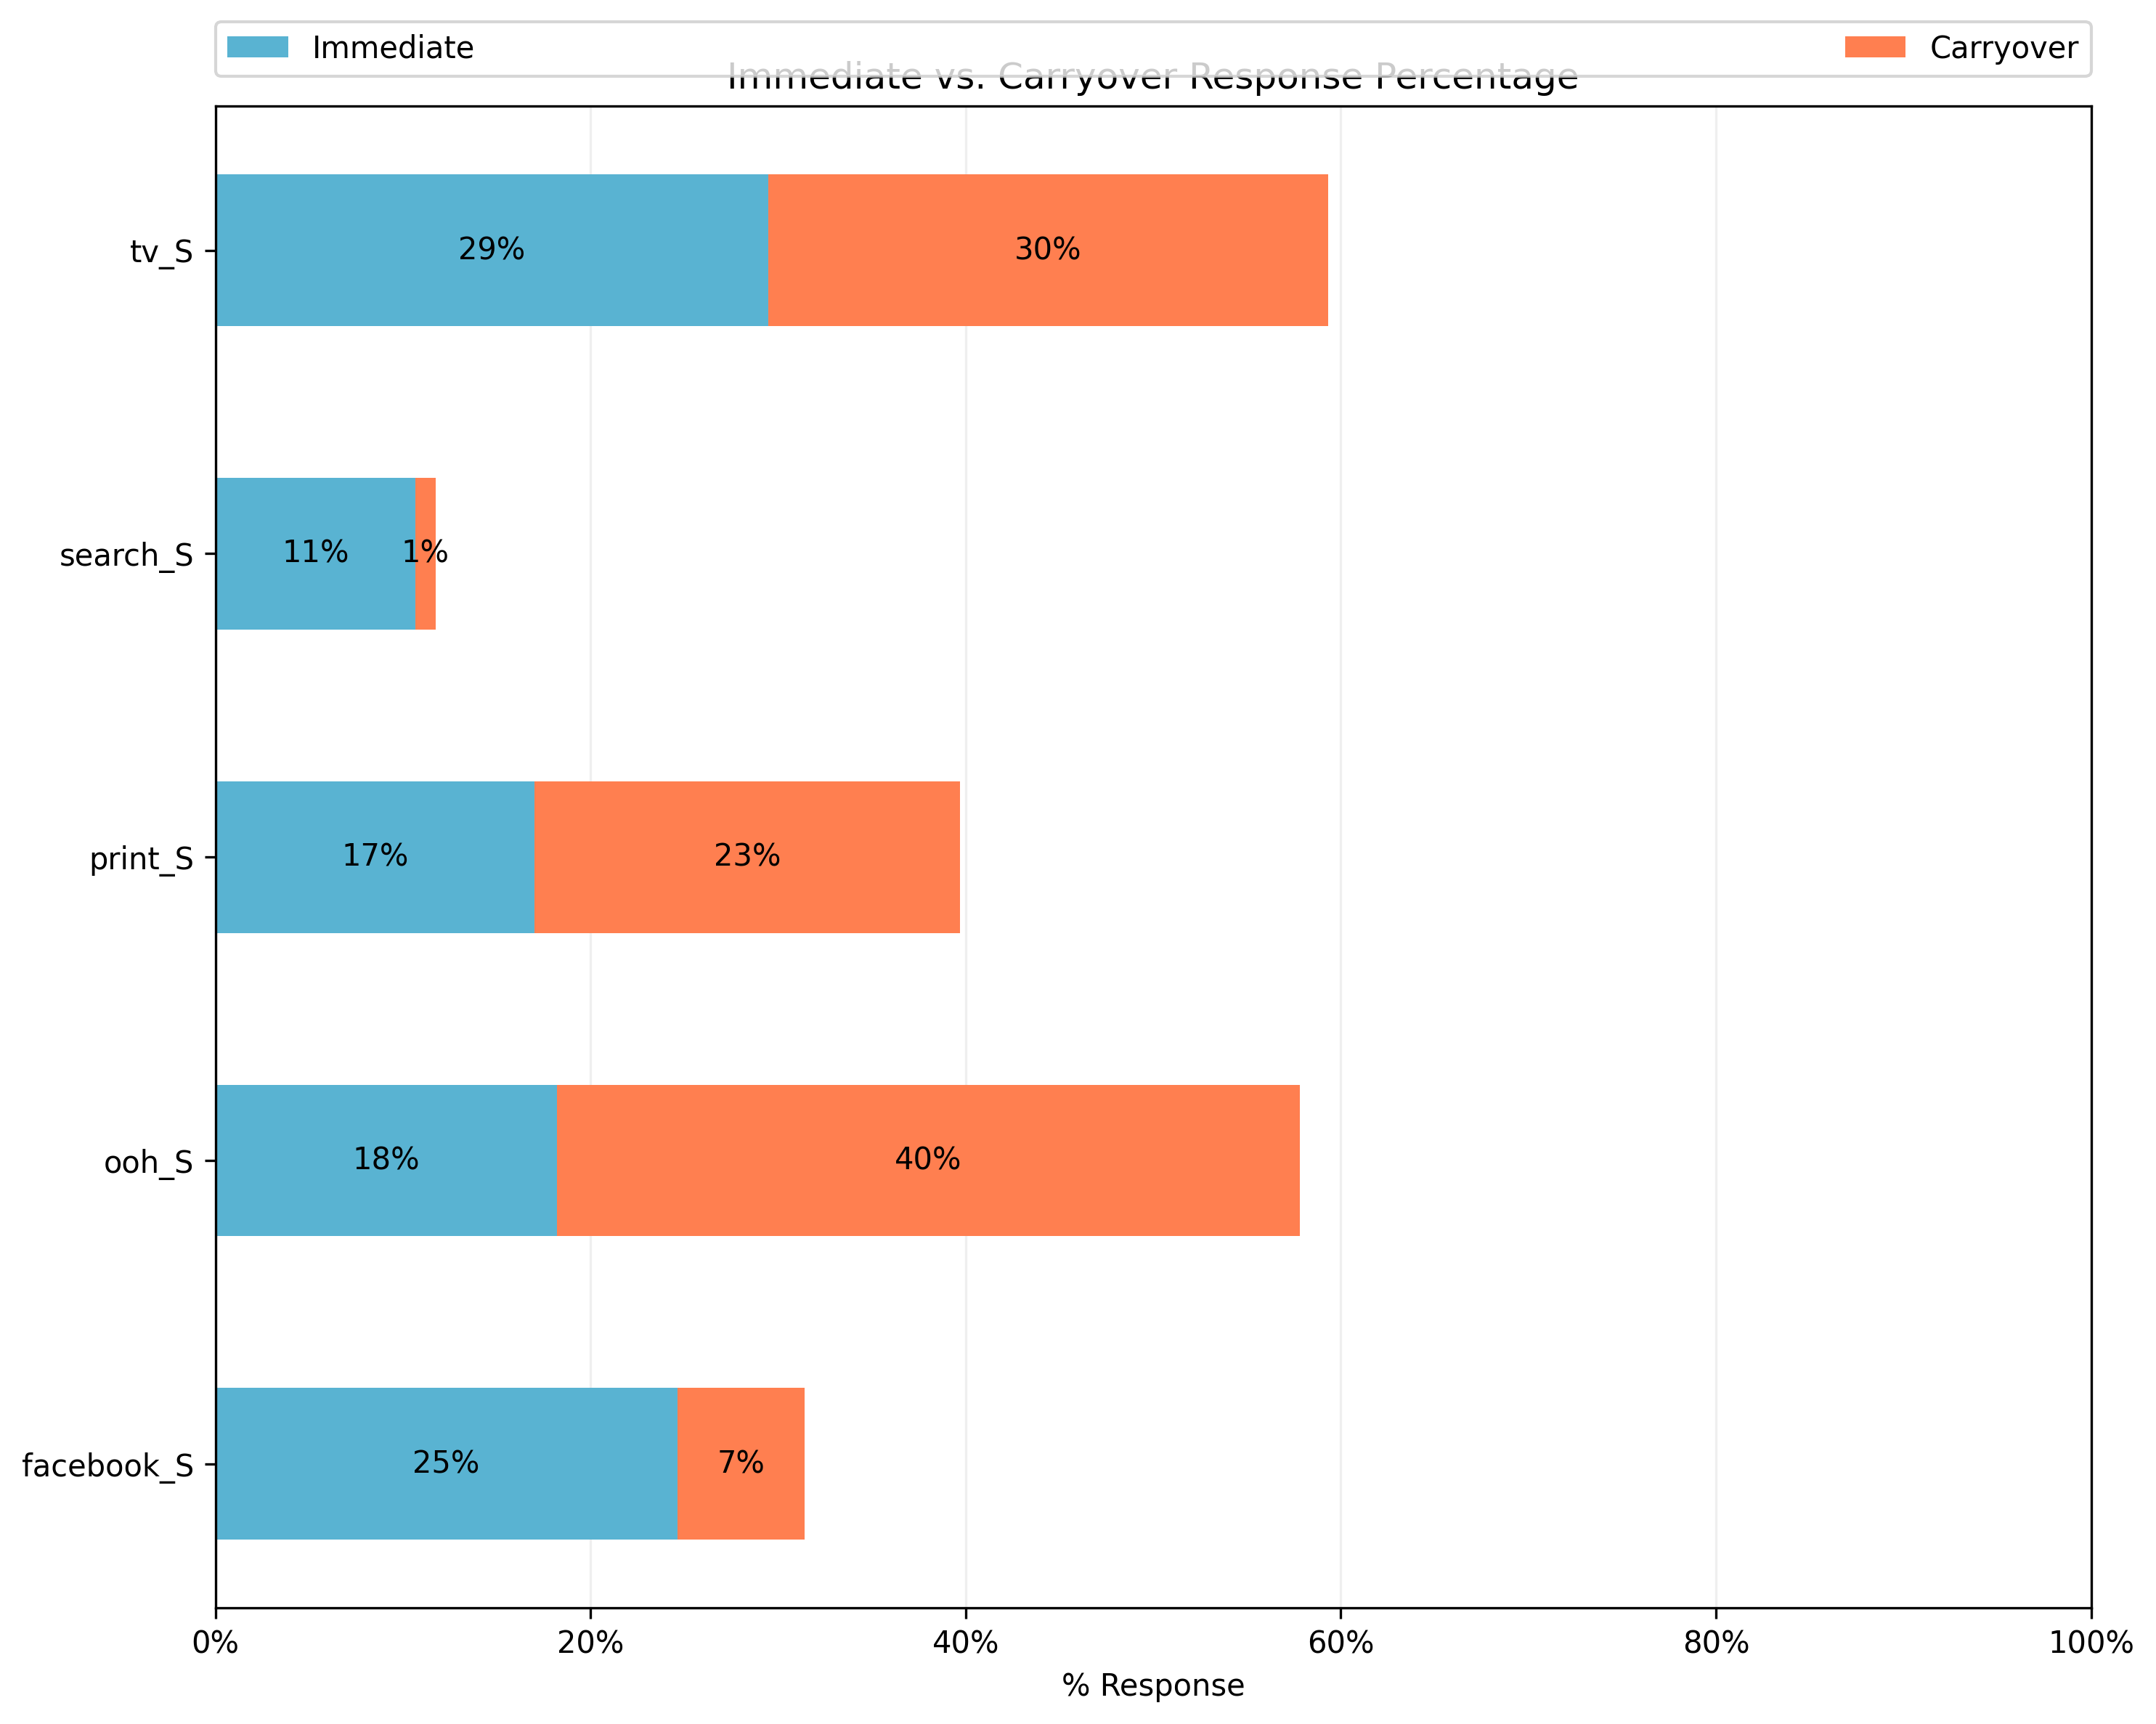 Immediate Carryover
Immediate vs. Carryover Response Percentage
tv_S 29% 30%
search_S 11% 1%
print_S 17% 23%
ooh_S 18% 40%
facebook_S 25% 7%
0% 20% 40% 60% 80% 100%
% Response